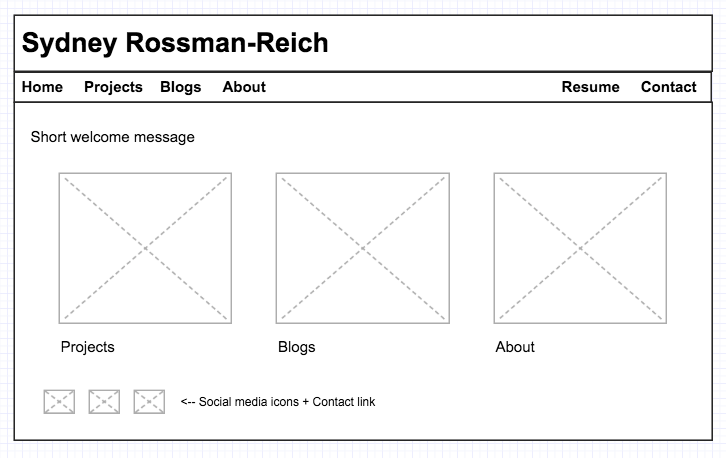 Sydney Rossman-Reich
Home Projects Blogs About Resume Contact
Short welcome message
Projects Blogs About
<-- Social media icons + Contact link